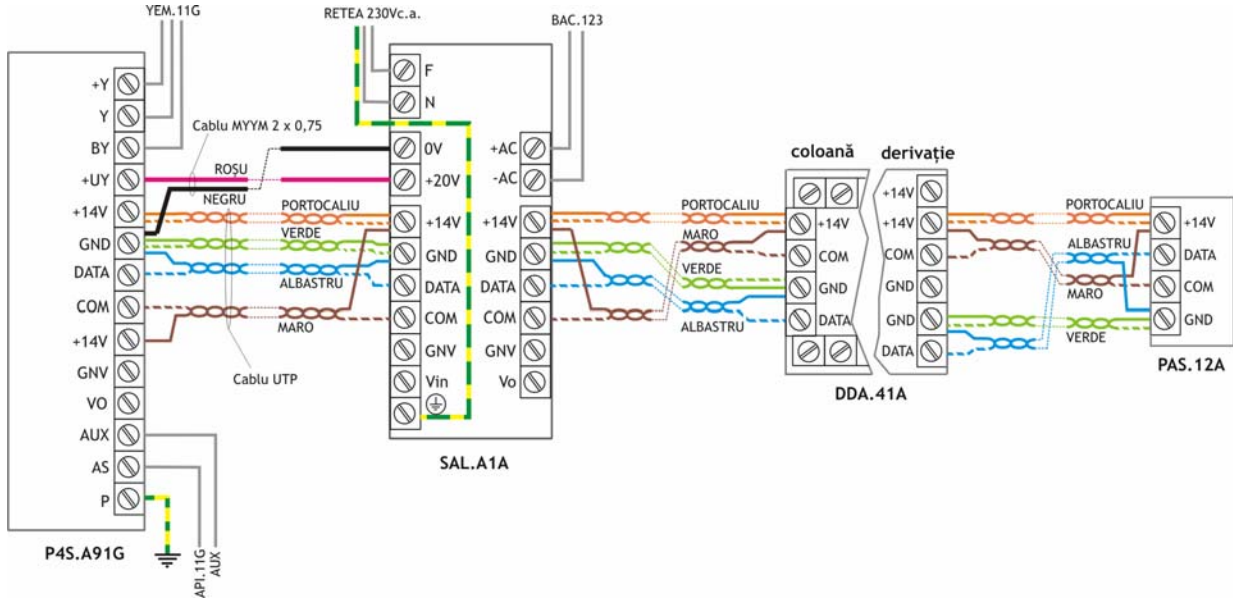 YEM.11G
RETEA 230Vc.a.
BAC.123
+Y
Y
BY
+UY
+14V
GND
DATA
COM
+14V
GNV
VO
AUX
AS
P
P4S.A91G
API.11G
AUX
Cablu MYYM 2 x 0,75
ROȘU
NEGRU
PORTOCALIU
VERDE
ALBASTRU
MARO
Cablu UTP
F
N
0V
+20V
+14V
GND
DATA
COM
GNV
Vin
+AC
-AC
+14V
GND
DATA
COM
GNV
Vo
SAL.A1A
PORTOCALIU
MARO
VERDE
ALBASTRU
coloană
derivație
+14V
COM
GND
DATA
+14V
+14V
COM
GND
GND
DATA
DDA.41A
PORTOCALIU
ALBASTRU
MARO
VERDE
+14V
DATA
COM
GND
PAS.12A